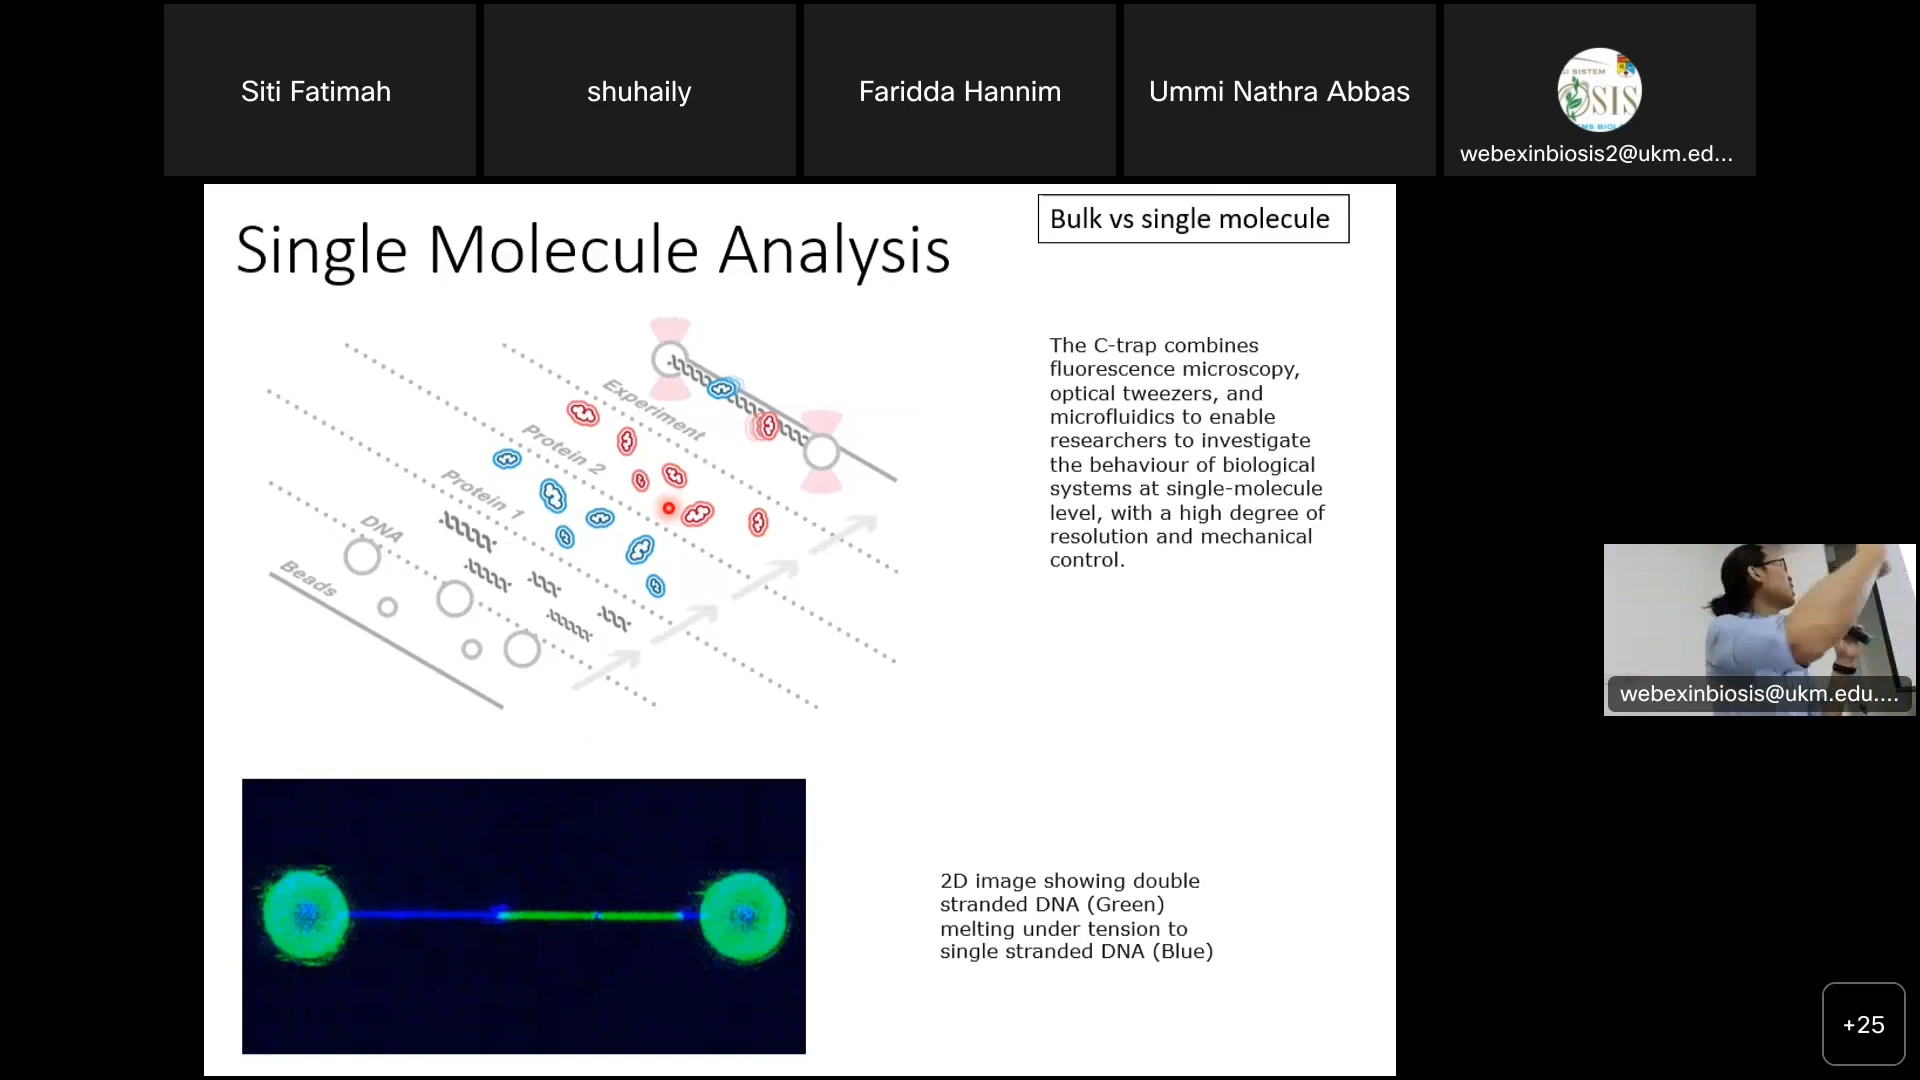 Siti Fatimah
shuhaily
Faridda Hannim
Ummi Nathra Abbas
SISTEM
SIS
MS BIOL
webexinbiosis2@ukm.ed...
Bulk vs single molecule
Single Molecule Analysis
The C-trap combines
fluorescence microscopy,
optical tweezers, and
microfluidics to enable
researchers to investigate
the behaviour of biological
systems at single-molecule
level, with a high degree of
resolution and mechanical
control.
Experiment
Protein 2
Protein 1
DNA
Beads
webexinbiosis@ukm.edu....
2D image showing double
stranded DNA (Green)
melting under tension to
single stranded DNA (Blue)
+25